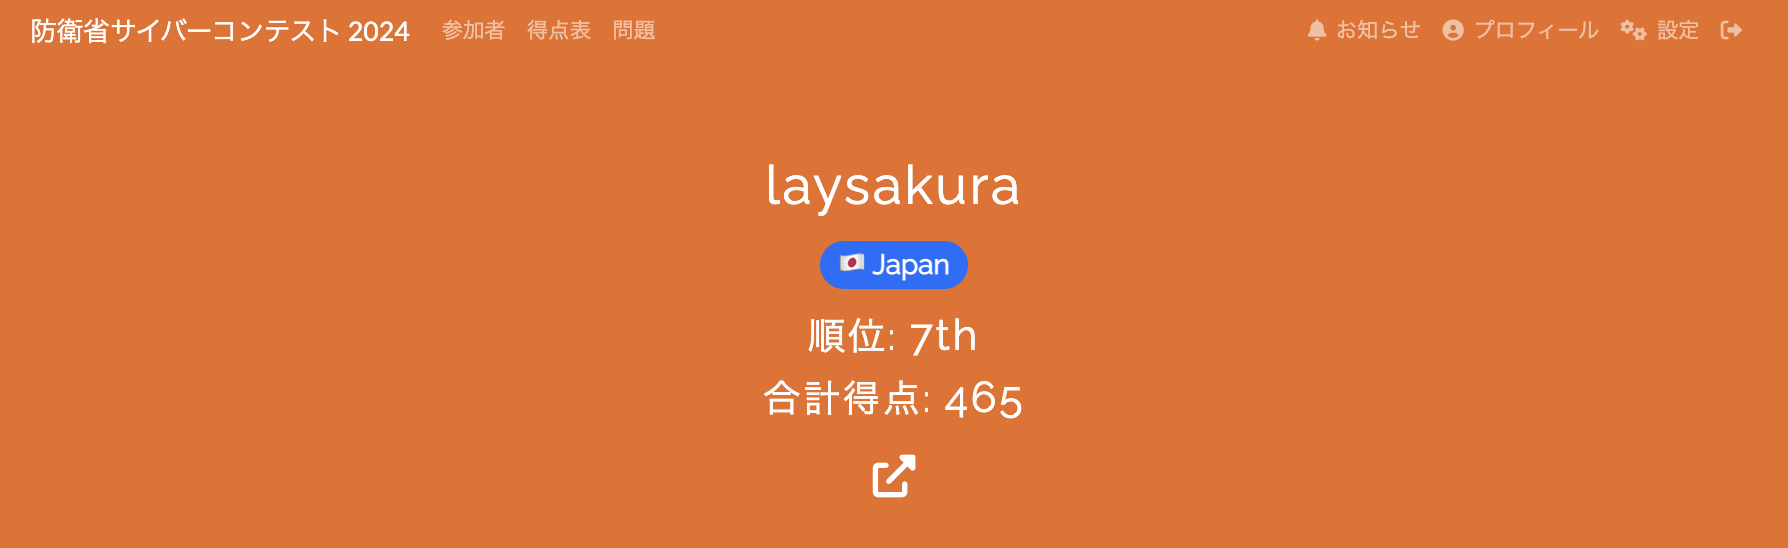 防衛省サイバーコンテスト 2024 参加者 得点表 問題 お知らせ プロフィール 設定
laysakura
Japan
順位: 7th
合計得点: 465